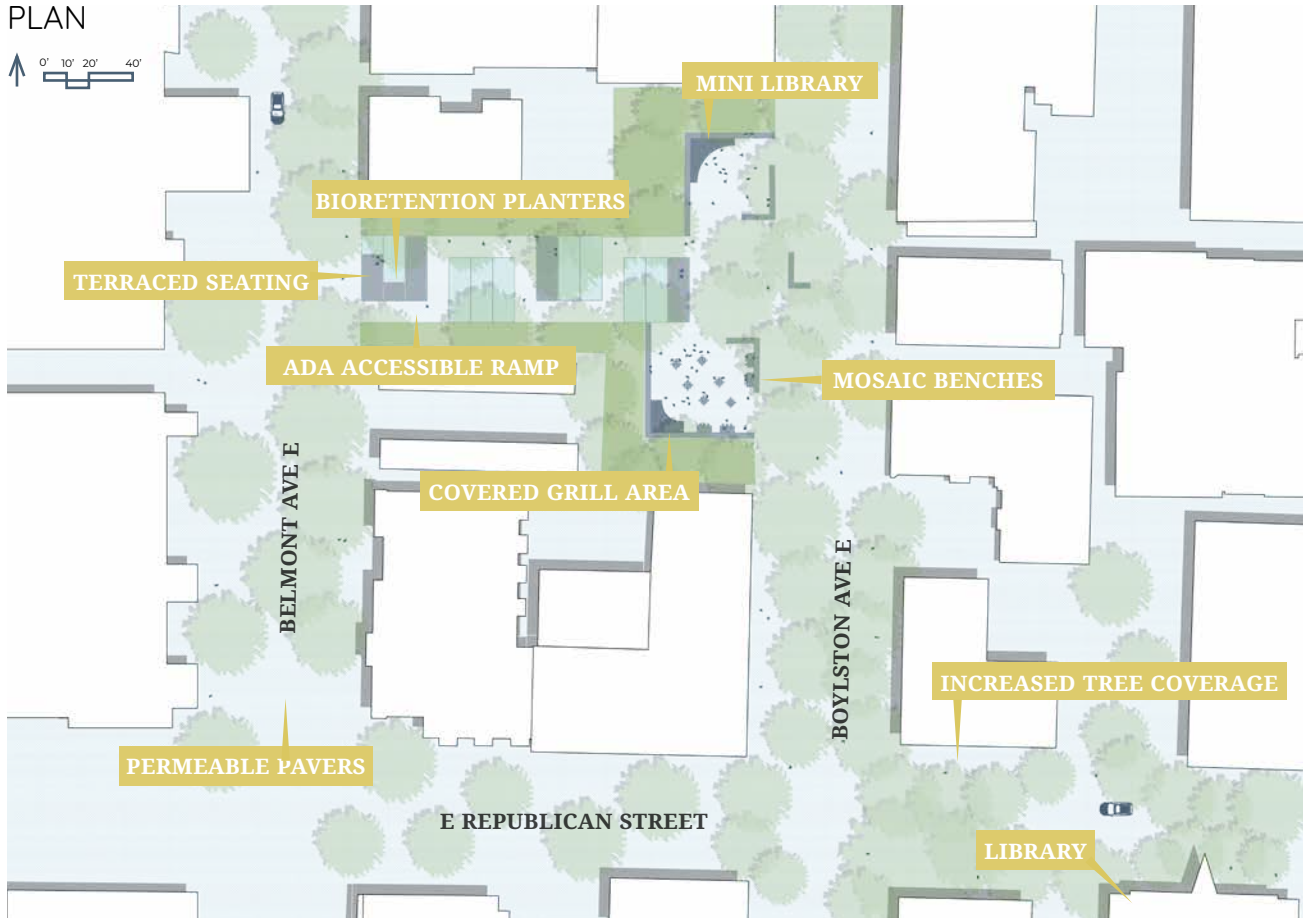 PLAN
0' 10' 20' 40'
MINI LIBRARY
BIORETENTION PLANTERS
TERRACED SEATING
ADA ACCESSIBLE RAMP
MOSAIC BENCHES
COVERED GRILL AREA
BELMONT AVE E
BOYLSTON AVE E
INCREASED TREE COVERAGE
PERMEABLE PAVERS
E REPUBLICAN STREET
LIBRARY